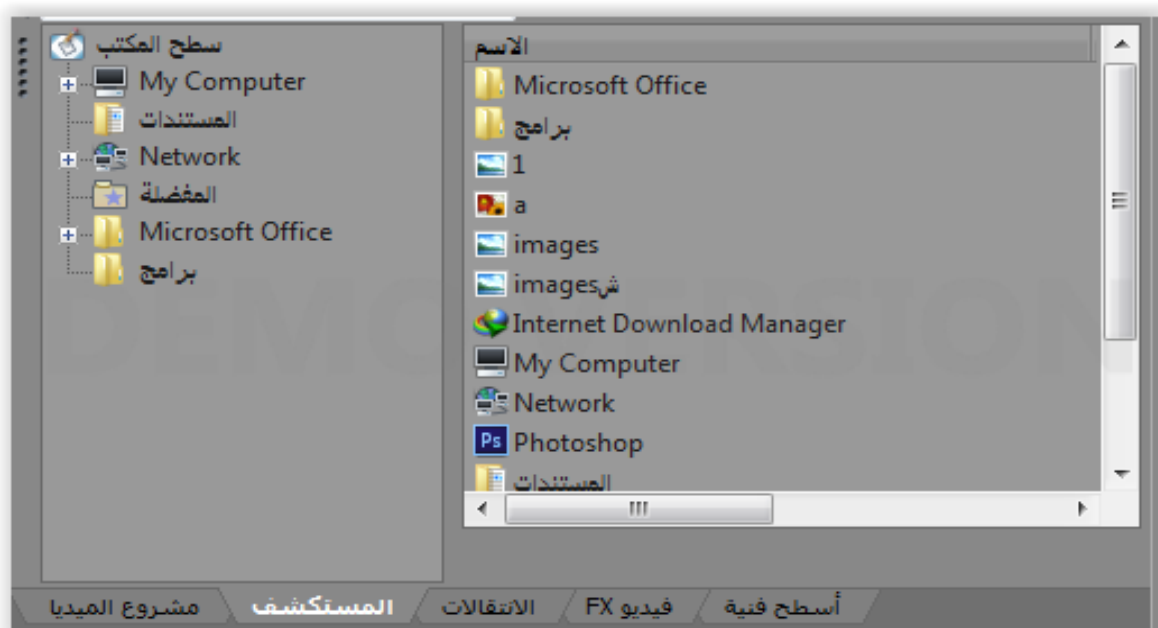 سطح المكتب
My Computer
المستندات
Network
المفضلة
Microsoft Office
برامج
الاسم
Microsoft Office
برامج
1
a
images
imagesش
Internet Download Manager
My Computer
Network
Ps Photoshop
المستندات
DEMO VERSION
مشروع الميديا
المستكشف
الانتقالات
فيديو FX
أسطح فنية